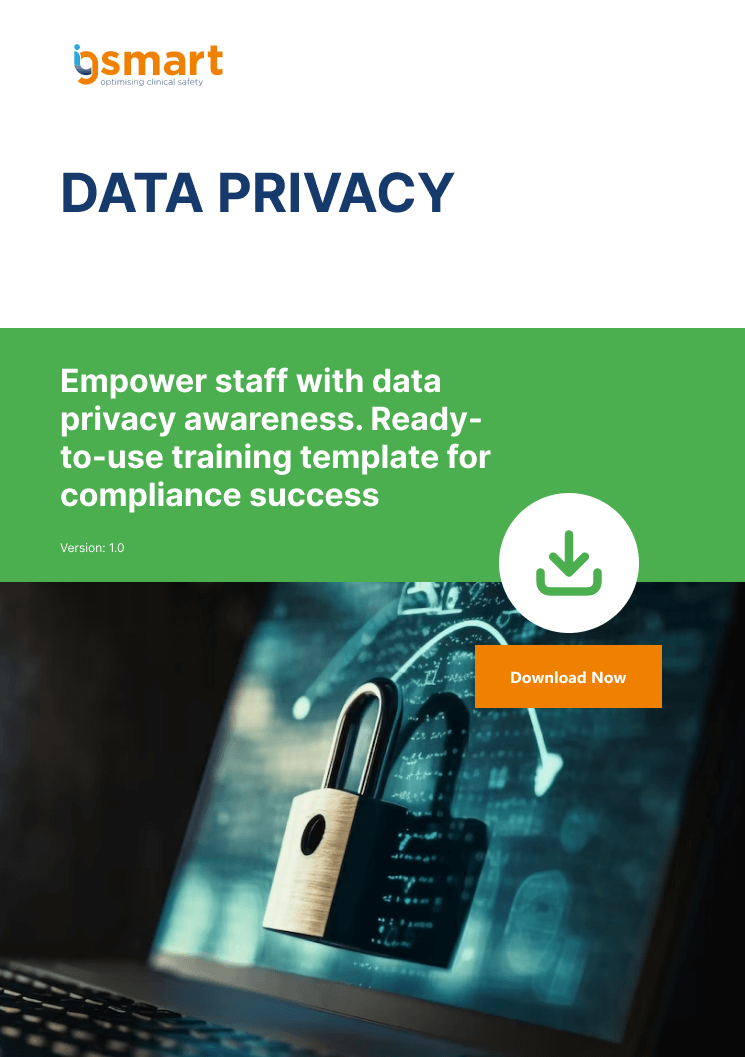 igsmart
optimising clinical safety
DATA PRIVACY
Empower staff with data
privacy awareness. Ready-
to-use training template for
compliance success
Version: 1.0
Download Now